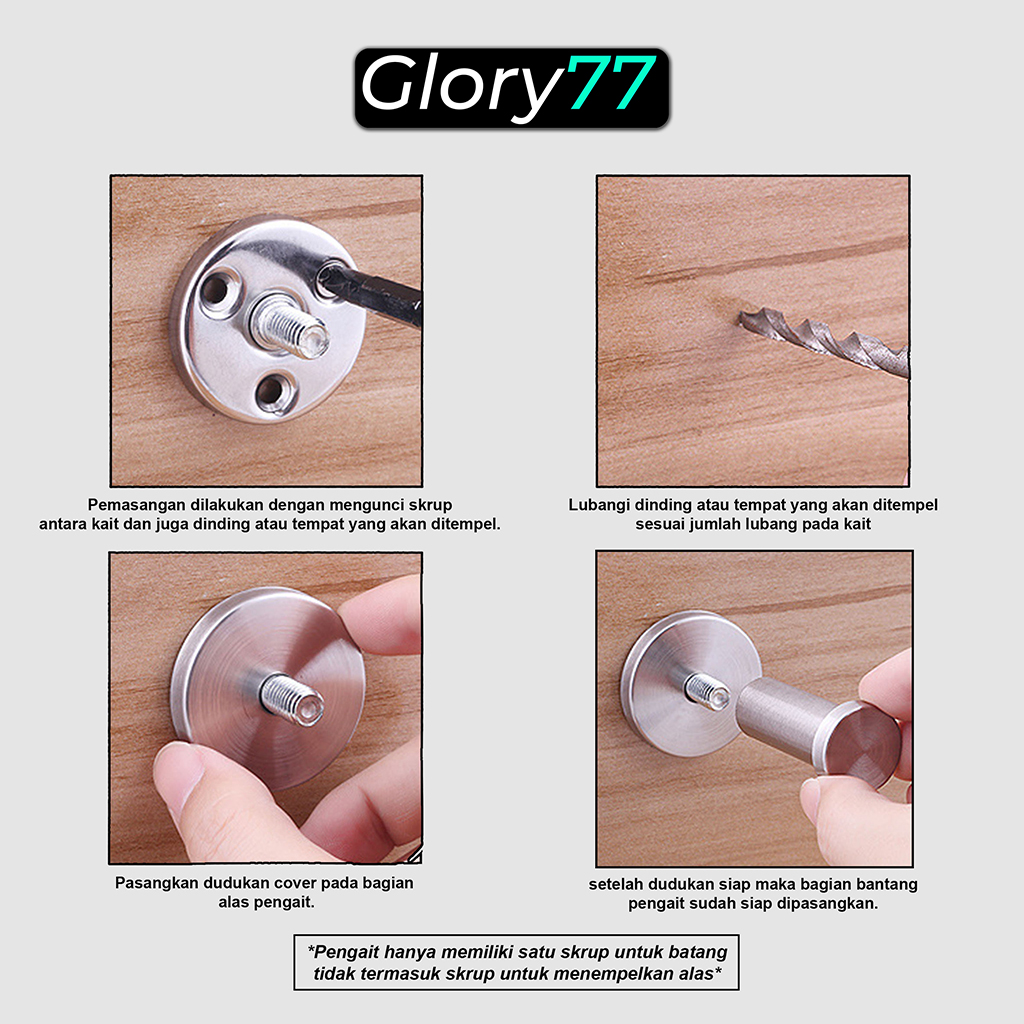 Glory77
Pemasangan dilakukan dengan mengunci skrup
antara kait dan juga dinding atau tempat yang akan ditempel.
Lubangi dinding atau tempat yang akan ditempel
sesuai jumlah lubang pada kait
Pasangkan dudukan cover pada bagian
alas pengait.
setelah dudukan siap maka bagian bantang
pengait sudah siap dipasangkan.
*Pengait hanya memiliki satu skrup untuk batang
tidak termasuk skrup untuk menempelkan alas*